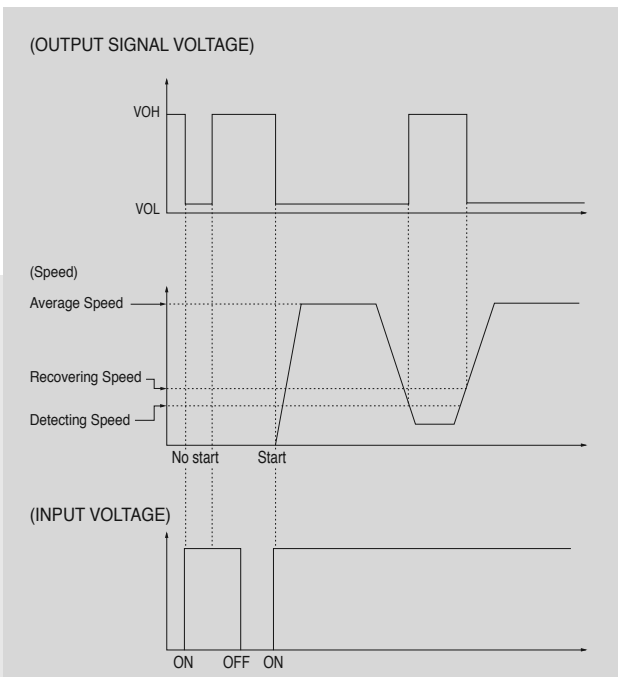 (OUTPUT SIGNAL VOLTAGE)
VOH
VOL
(Speed)
Average Speed
Recovering Speed
Detecting Speed
No start Start
(INPUT VOLTAGE)
ON OFF ON